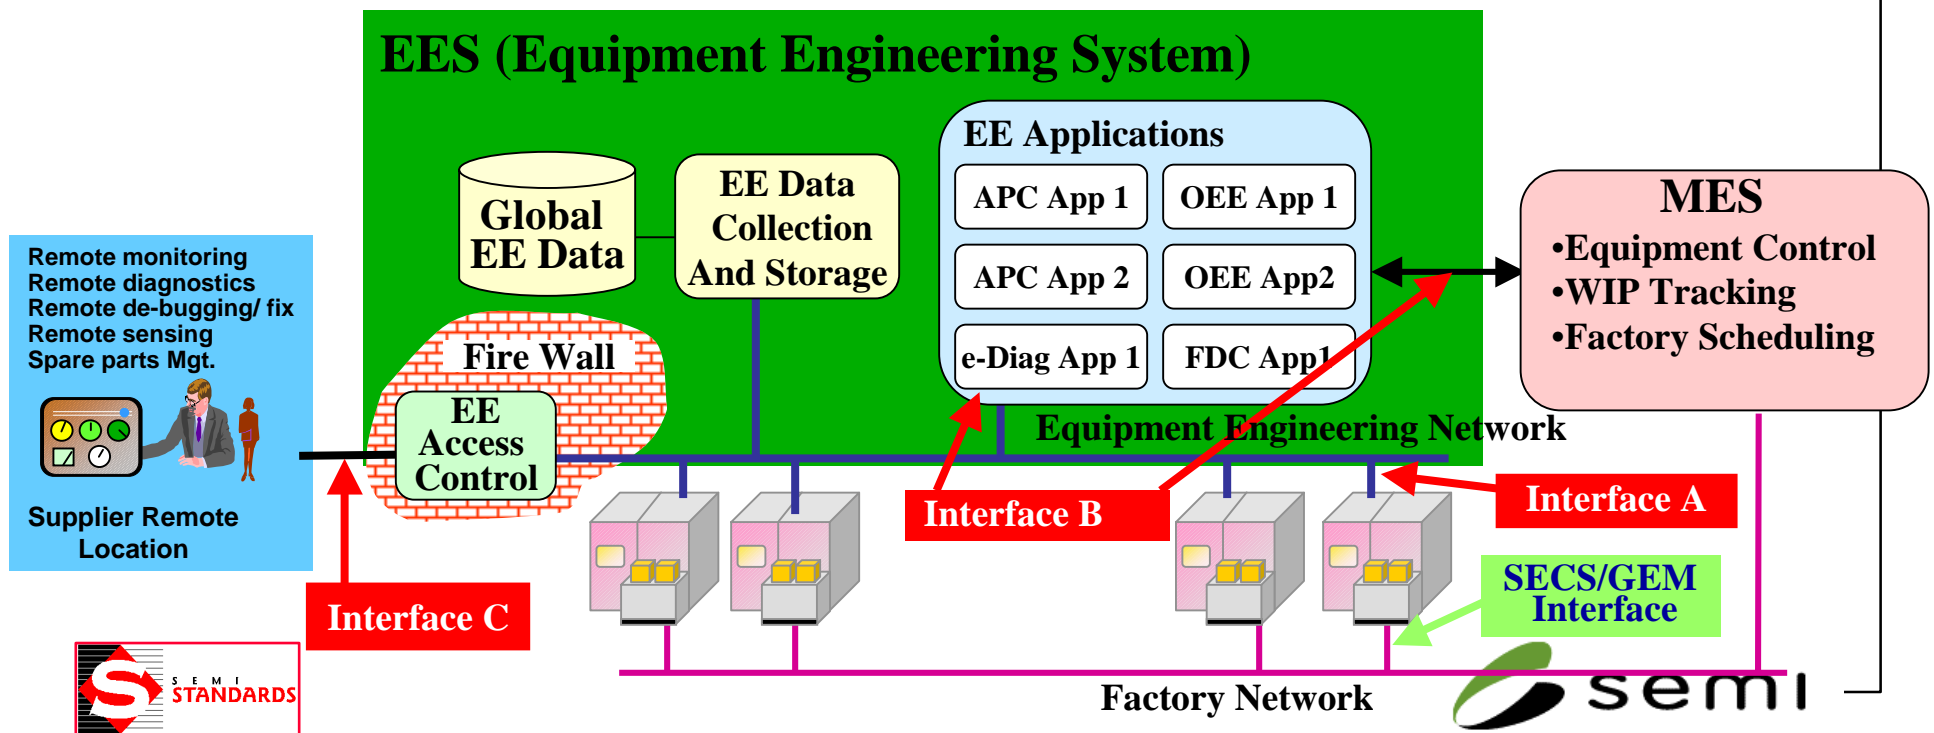 EES (Equipment Engineering System)
EE Applications
APC App 1
OEE App 1
APC App 2
OEE App2
e-Diag App 1
FDC App1
EE Data
Collection
And Storage
Global
EE Data
MES
•Equipment Control
•WIP Tracking
•Factory Scheduling
Remote monitoring
Remote diagnostics
Remote de-bugging/ fix
Remote sensing
Spare parts Mgt.
Supplier Remote
Location
Fire Wall
EE
Access
Control
Equipment Engineering Network
Interface B
Interface A
SECS/GEM
Interface
Interface C
Factory Network
SEMI
STANDARDS
semi